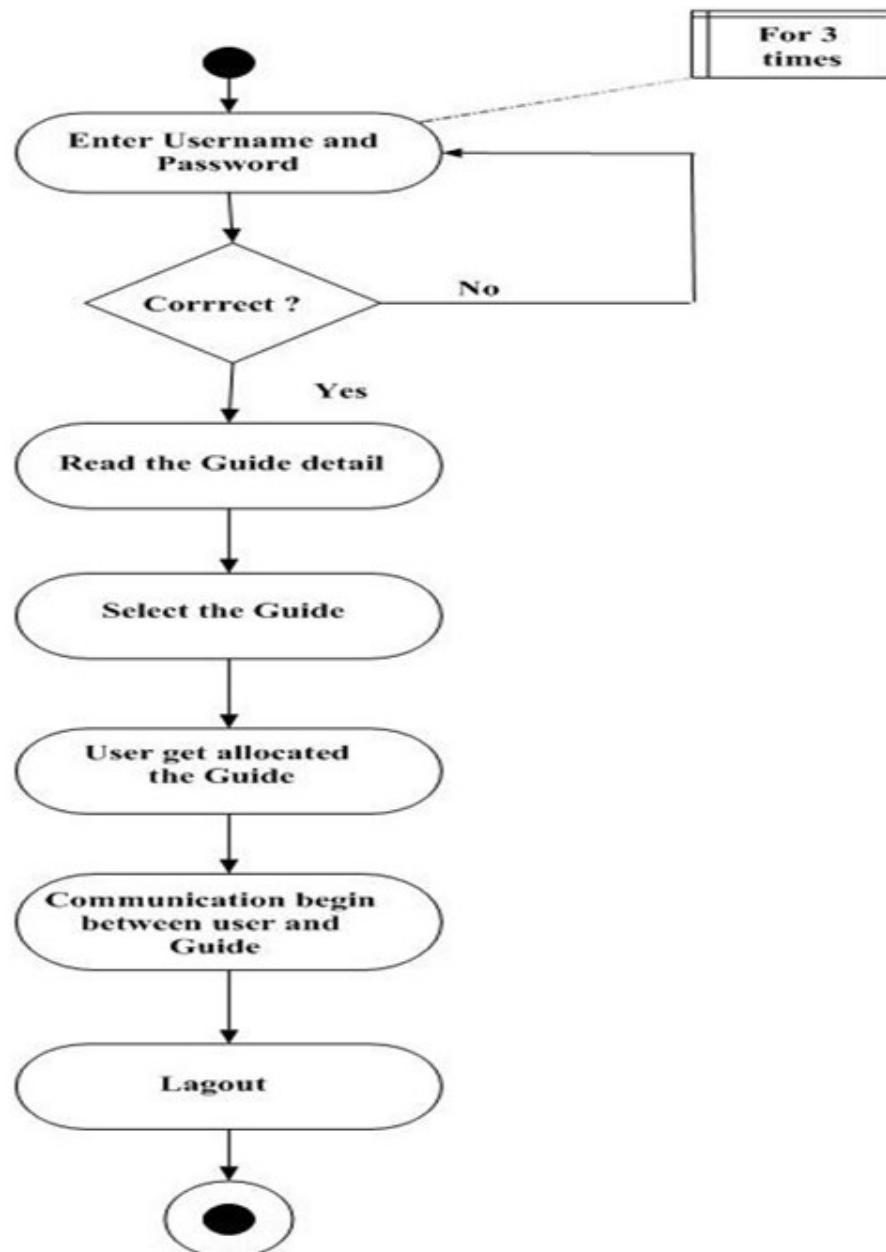 For 3
times
Enter Username and
Password
Corrrect ?
No
Yes
Read the Guide detail
Select the Guide
User get allocated
the Guide
Communication begin
between user and
Guide
Lagout